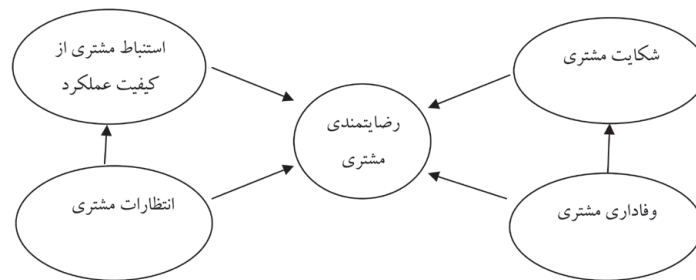 شکایت مشتری
استنباط مشتری از
کیفیت عملکرد
رضایتمندی
مشتری
وفاداری مشتری
انتظارات مشتری